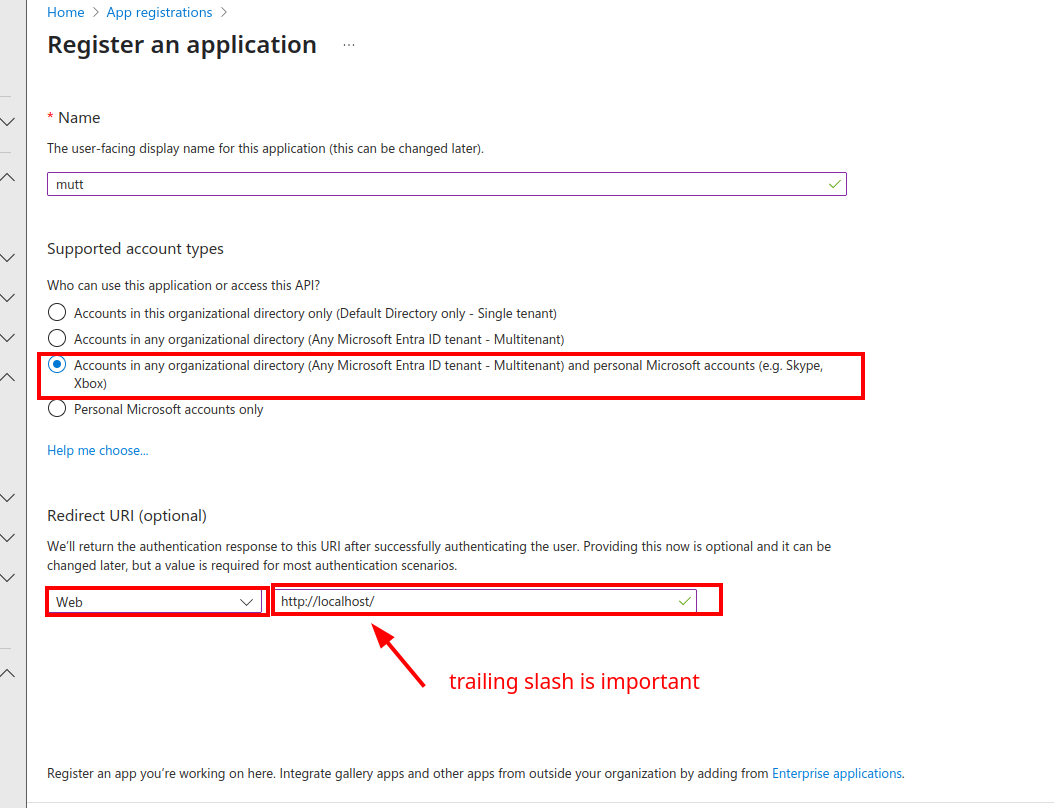 Home > App registrations >
Register an application ...
* Name
The user-facing display name for this application (this can be changed later).
mutt
Supported account types
Who can use this application or access this API?
Accounts in this organizational directory only (Default Directory only - Single tenant)
Accounts in any organizational directory (Any Microsoft Entra ID tenant - Multitenant)
Accounts in any organizational directory (Any Microsoft Entra ID tenant - Multitenant) and personal Microsoft accounts (e.g. Skype,
Xbox)
Personal Microsoft accounts only
Help me choose...
Redirect URI (optional)
We'll return the authentication response to this URI after successfully authenticating the user. Providing this now is optional and it can be
changed later, but a value is required for most authentication scenarios.
Web
http://localhost/
trailing slash is important
Register an app you're working on here. Integrate gallery apps and other apps from outside your organization by adding from Enterprise applications.